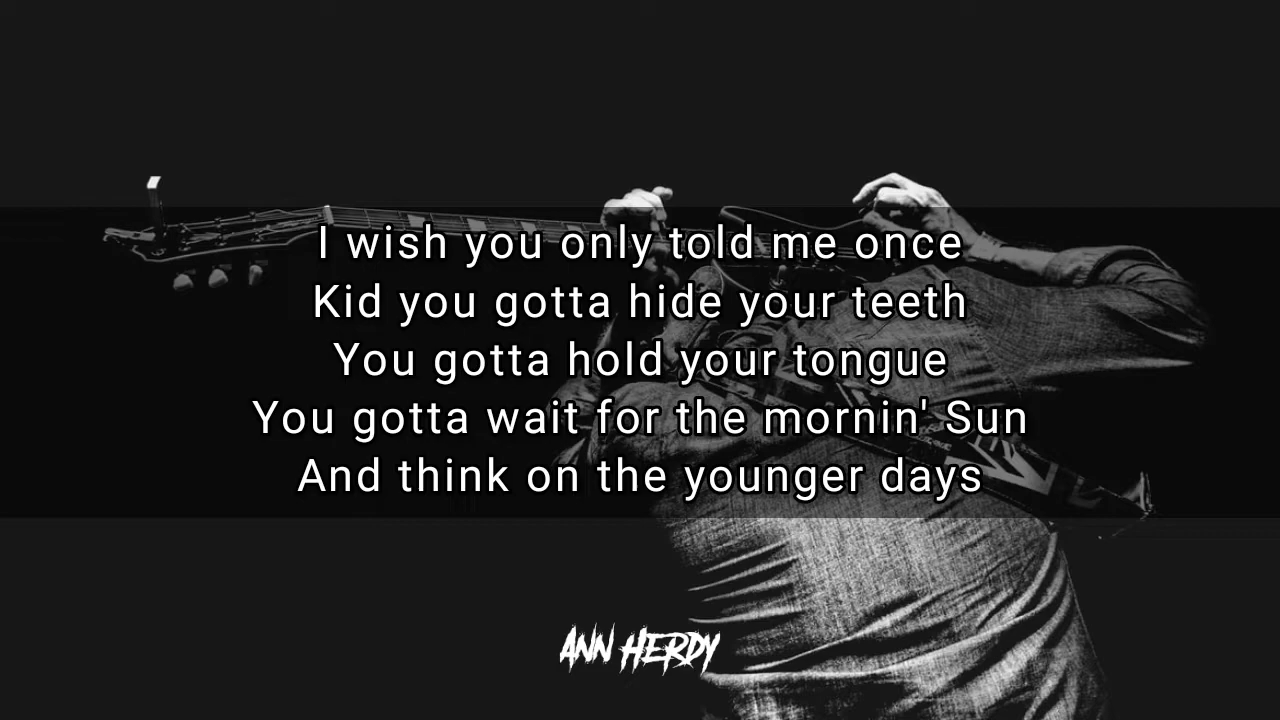 I wish you only told me once
Kid you gotta hide your teeth
You gotta hold your tongue
You gotta wait for the mornin' Sun
And think on the younger days
ANN HERDY